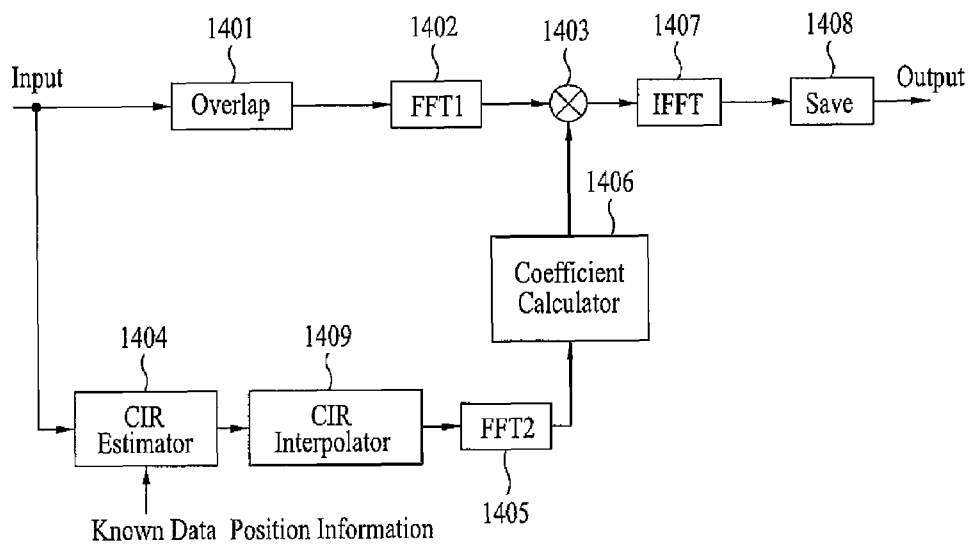 1401
1402
1403
1407
1408
Input
Output
Overlap
FFT1
IFFT
Save
1406
Coefficient
Calculator
1404
1409
CIR
Estimator
CIR
Interpolator
FFT2
1405
Known Data Position Information